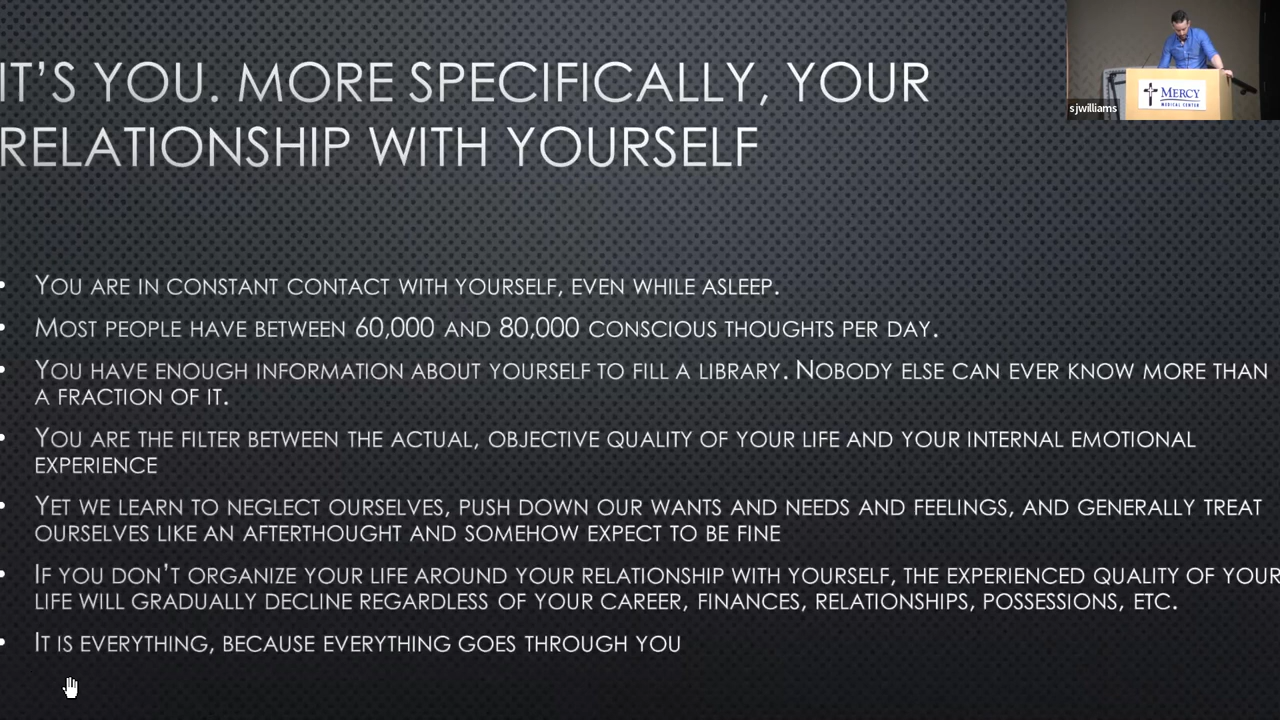 IT'S YOU. MORE SPECIFICALLY, YOUR
RELATIONSHIP WITH YOURSELF
MERCY
MEDICAL CENTER
sjwilliams
• YOU ARE IN CONSTANT CONTACT WITH YOURSELF, EVEN WHILE ASLEEP.
• MOST PEOPLE HAVE BETWEEN 60,000 AND 80,000 CONSCIOUS THOUGHTS PER DAY.
• YOU HAVE ENOUGH INFORMATION ABOUT YOURSELF TO FILL A LIBRARY. NOBODY ELSE CAN EVER KNOW MORE THAN
A FRACTION OF IT.
• YOU ARE THE FILTER BETWEEN THE ACTUAL, OBJECTIVE QUALITY OF YOUR LIFE AND YOUR INTERNAL EMOTIONAL
EXPERIENCE
• YET WE LEARN TO NEGLECT OURSELVES, PUSH DOWN OUR WANTS AND NEEDS AND FEELINGS, AND GENERALLY TREAT
OURSELVES LIKE AN AFTERTHOUGHT AND SOMEHOW EXPECT TO BE FINE
• IF YOU DON'T ORGANIZE YOUR LIFE AROUND YOUR RELATIONSHIP WITH YOURSELF, THE EXPERIENCED QUALITY OF YOUR
LIFE WILL GRADUALLY DECLINE REGARDLESS OF YOUR CAREER, FINANCES, RELATIONSHIPS, POSSESSIONS, ETC.
• IT IS EVERYTHING, BECAUSE EVERYTHING GOES THROUGH YOU